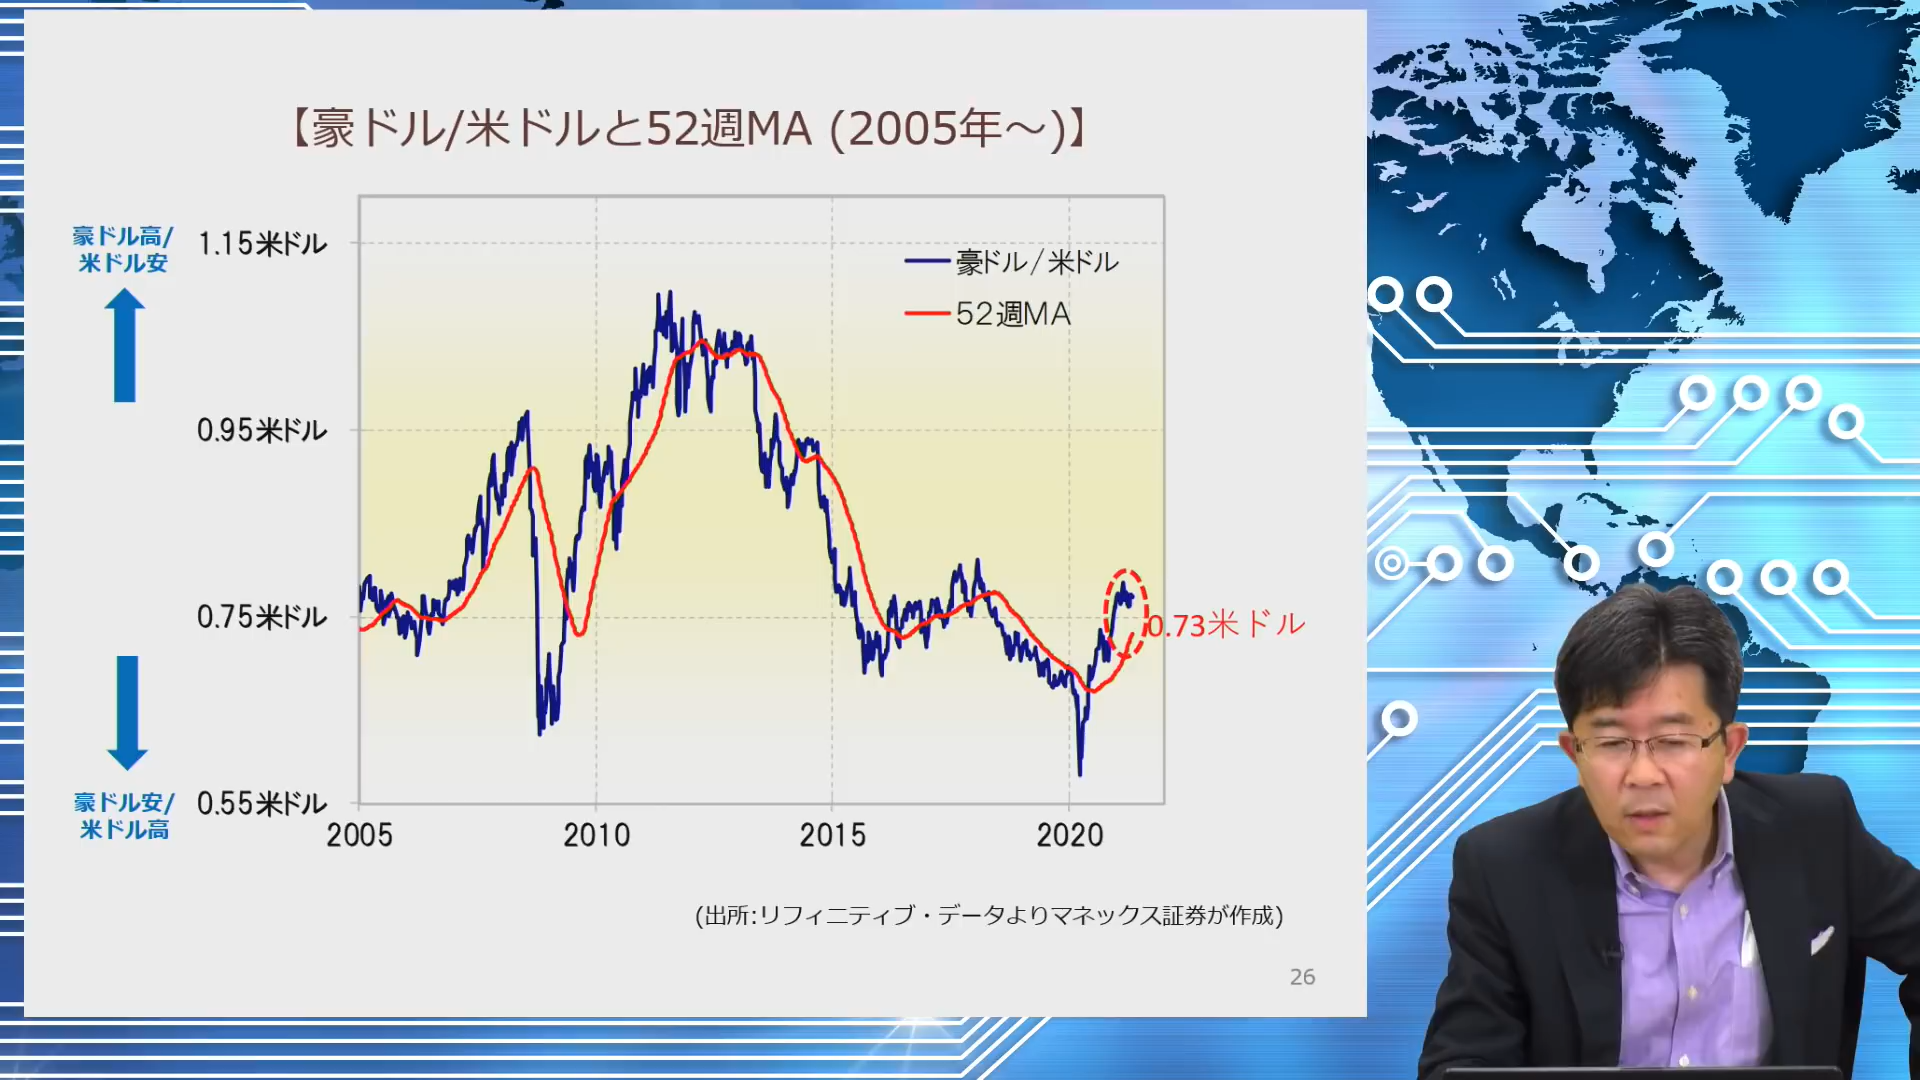 【豪ドル/米ドルと52週MA (2005年～)】
豪ドル高/
米ドル安
1.15米ドル
0.95米ドル
0.75米ドル
0.55米ドル
豪ドル安/
米ドル高
豪ドル/米ドル
52週MA
0.73米ドル
2005
2010
2015
2020
(出所:リフィニティブ・データよりマネックス証券が作成)
26